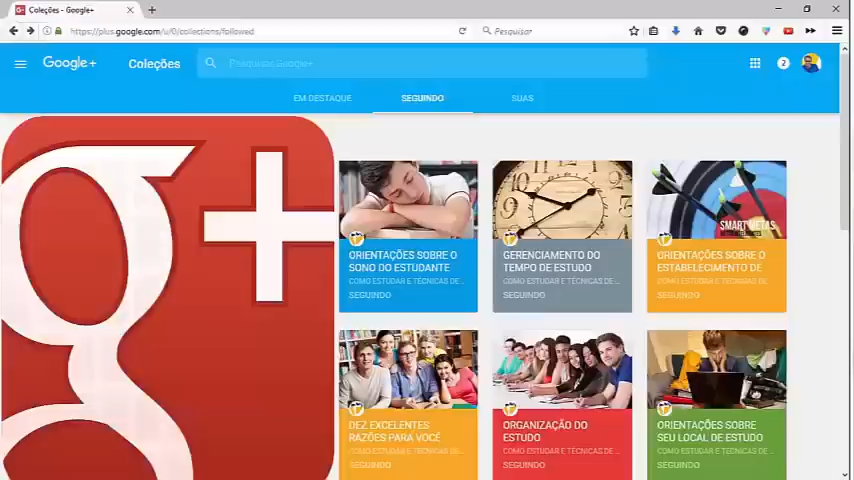 Coleções - Google+
https://plus.google.com/u/0/collections/followed
Pesquisar
Google+
Coleções
Pesquisar Google+
2
EM DESTAQUE
SEGUINDO
SUAS
g+
ORIENTAÇÕES SOBRE O
SONO DO ESTUDANTE
COMO ESTUDAR E TÉCNICAS DE...
SEGUINDO
GERENCIAMENTO DO
TEMPO DE ESTUDO
COMO ESTUDAR E TÉCNICAS DE...
SEGUINDO
SMART METAS
ORIENTAÇÕES SOBRE O
ESTABELECIMENTO DE
COMO ESTUDAR E TÉCNICAS DE
SEGUINDO
DEZ EXCELENTES
RAZÕES PARA VOCÊ
COMO ESTUDAR E TÉCNICAS DE...
SEGUINDO
ORGANIZAÇÃO DO
ESTUDO
COMO ESTUDAR E TÉCNICAS DE...
SEGUINDO
ORIENTAÇÕES SOBRE
SEU LOCAL DE ESTUDO
COMO ESTUDAR E TÉCNICAS DE...
SEGUINDO